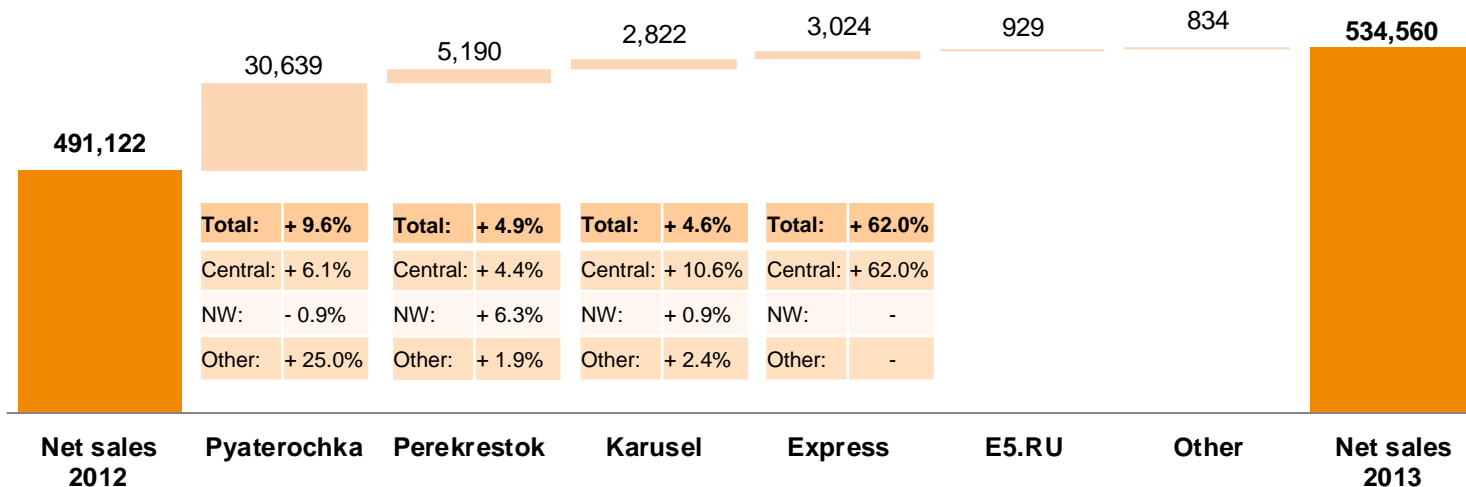 30,639
5,190
2,822
3,024
929
834
534,560
491,122
Total: + 9.6% Total: + 4.9% Total: + 4.6% Total: + 62.0%
Central: + 6.1% Central: + 4.4% Central: + 10.6% Central: + 62.0%
NW: - 0.9% NW: + 6.3% NW: + 0.9% NW: -
Other: + 25.0% Other: + 1.9% Other: + 2.4% Other: -
Net sales 2012
Pyaterochka
Perekrestok
Karusel
Express
E5.RU
Other
Net sales 2013